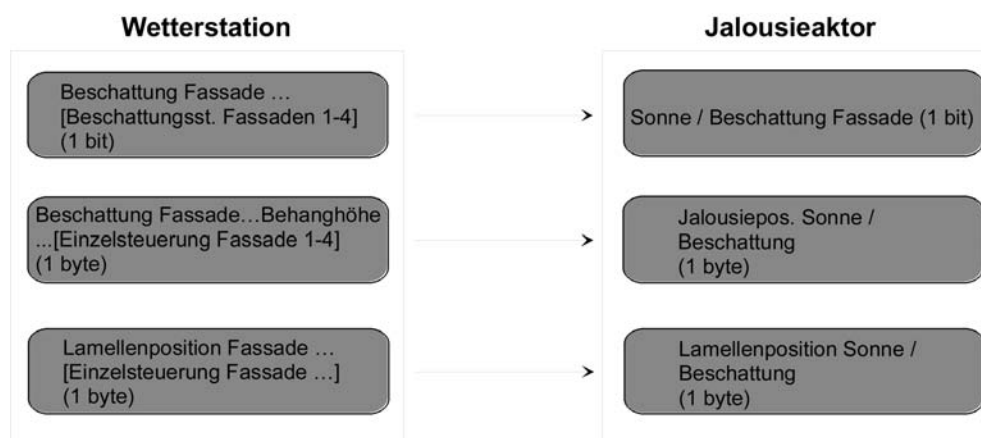 Wetterstation
Jalousieaktor
Beschattung Fassade …
[Beschattungsst. Fassaden 1-4]
(1 bit)
Sonne / Beschattung Fassade (1 bit)
Beschattung Fassade…Behanghöhe
...[Einzelsteuerung Fassade 1-4]
(1 byte)
Jalousiepos. Sonne /
Beschattung
(1 byte)
Lamellenposition Fassade …
[Einzelsteuerung Fassade …]
(1 byte)
Lamellenposition Sonne /
Beschattung
(1 byte)